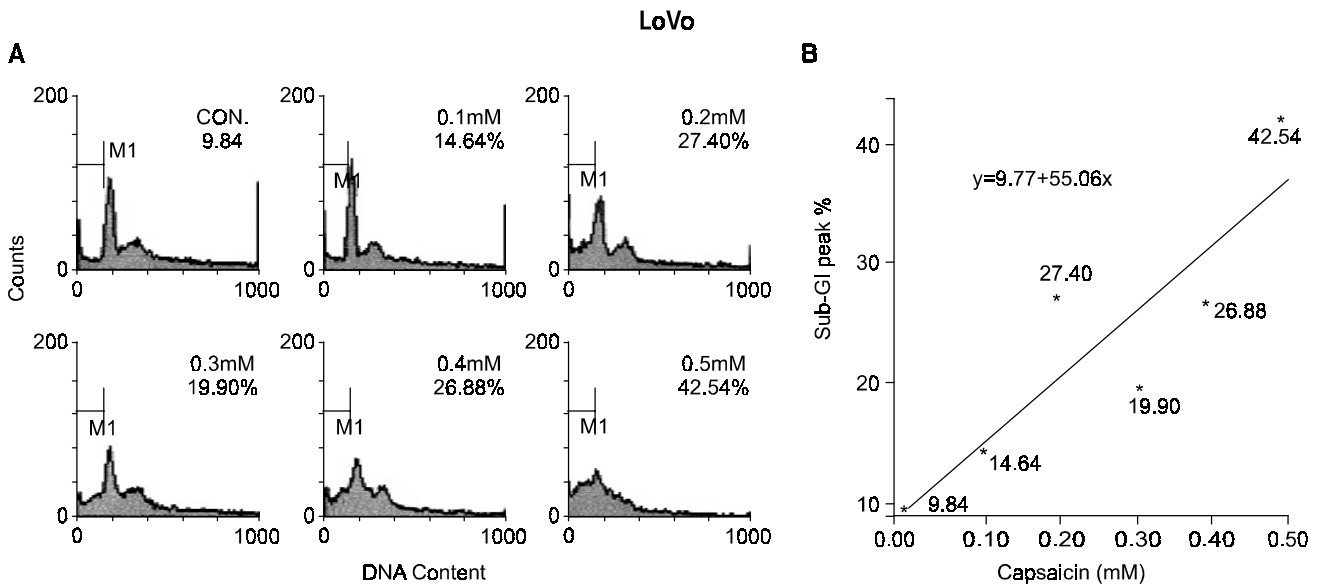 LoVo
A
200
0
0
1000
CON.
9.84
M1
200
0
0
1000
0.1mM
14.64%
M1
200
0
0
1000
0.2mM
27.40%
M1
Counts
200
0
0
1000
0.3mM
19.90%
M1
200
0
0
1000
0.4mM
26.88%
M1
200
0
0
1000
0.5mM
42.54%
M1
DNA Content
B
Sub-GI peak %
40
30
20
10
y=9.77+55.06x
42.54
27.40
26.88
19.90
14.64
9.84
0.00 0.10 0.20 0.30 0.40 0.50
Capsaicin (mM)